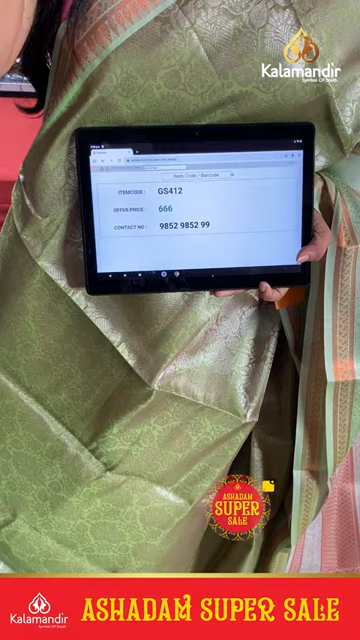 Kalamandir
Symbol Of South
Item Code / Barcode
ITEMCODE : GS412
OFFER PRICE : 666
CONTACT NO : 9852 9852 99
ASHADAM
SUPER
SALE
Kalamandir
Symbol Of South
ASHADAM SUPER SALE